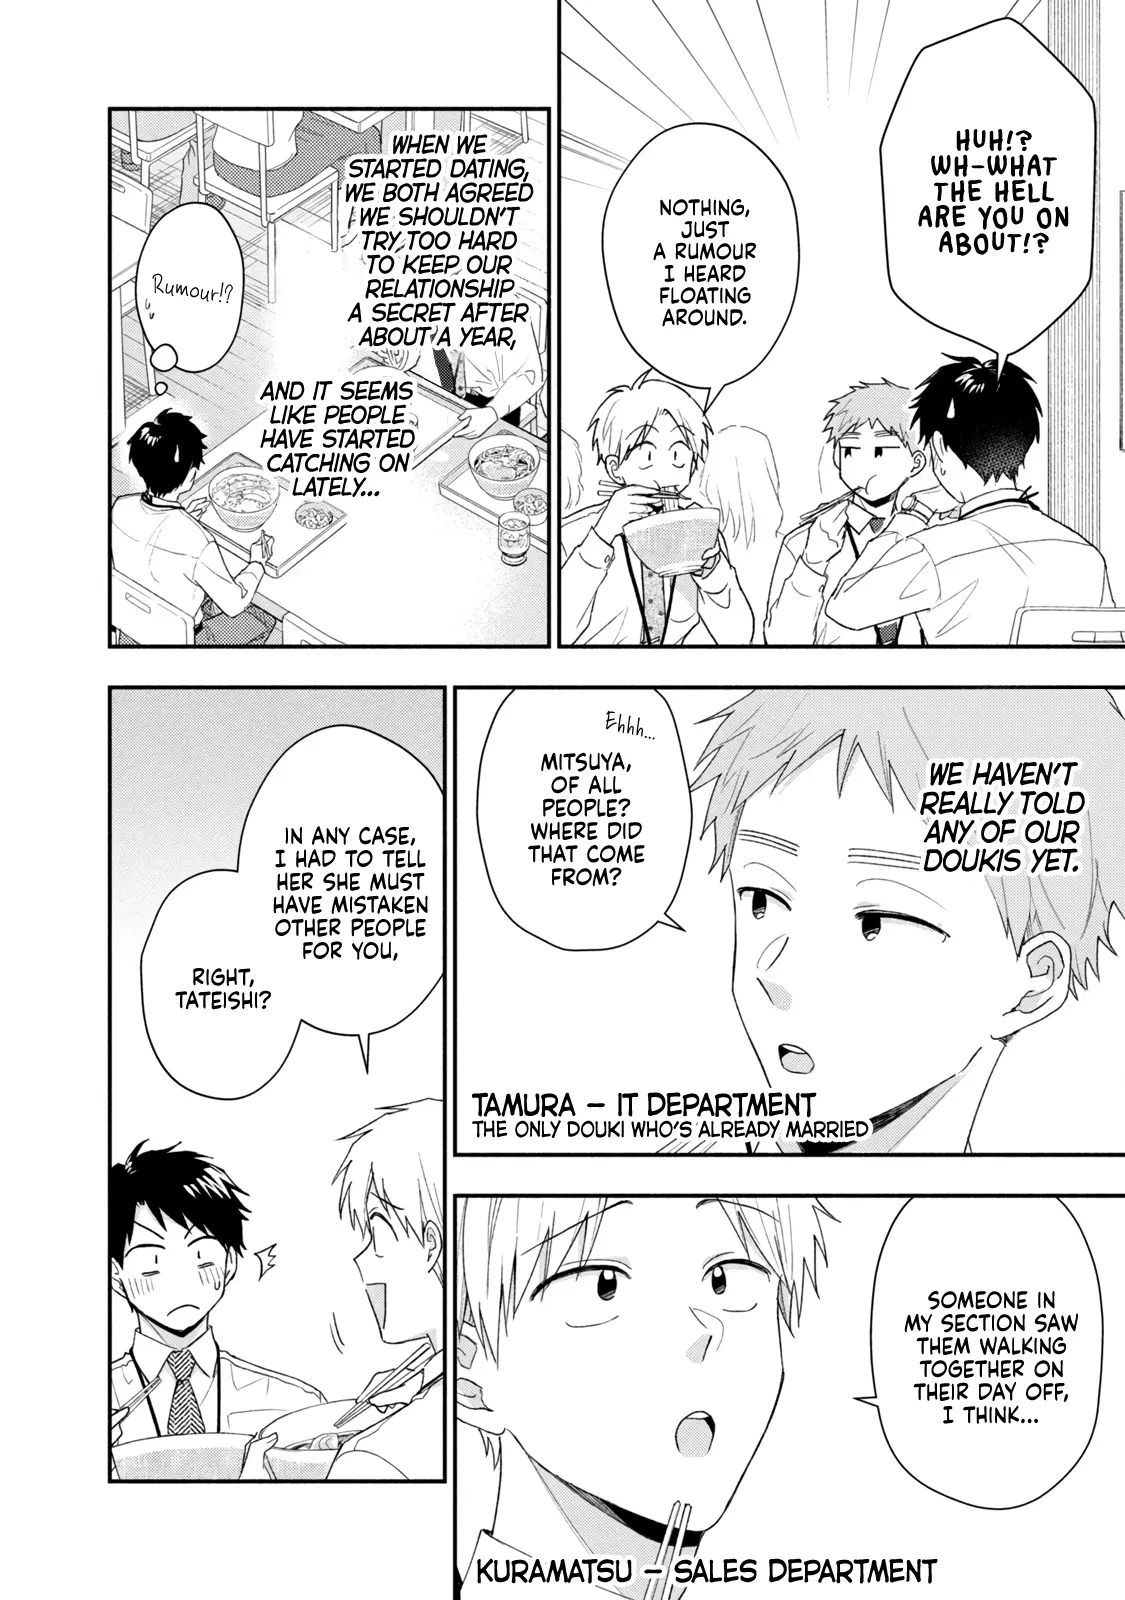 HUH!?
WH-WHAT
THE HELL
ARE YOU ON
ABOUT!?
NOTHING,
JUST
A RUMOUR
I HEARD
FLOATING
AROUND.
WHEN WE
STARTED DATING,
WE BOTH AGREED
WE SHOULDN'T
TRY TOO HARD
TO KEEP OUR
RELATIONSHIP
A SECRET AFTER
ABOUT A YEAR,
Rumour!?
AND IT SEEMS
LIKE PEOPLE
HAVE STARTED
CATCHING ON
LATELY...
WE HAVEN'T
REALLY TOLD
ANY OF OUR
DOUKIS YET.
Ehhh...
MITSUYA,
OF ALL
PEOPLE?
WHERE DID
THAT COME
FROM?
TAMURA – IT DEPARTMENT
THE ONLY DOUKI WHO'S ALREADY MARRIED
SOMEONE IN
MY SECTION SAW
THEM WALKING
TOGETHER ON
THEIR DAY OFF,
I THINK...
KURAMATSU – SALES DEPARTMENT
IN ANY CASE,
I HAD TO TELL
HER SHE MUST
HAVE MISTAKEN
OTHER PEOPLE
FOR YOU,
RIGHT,
TATEISHI?